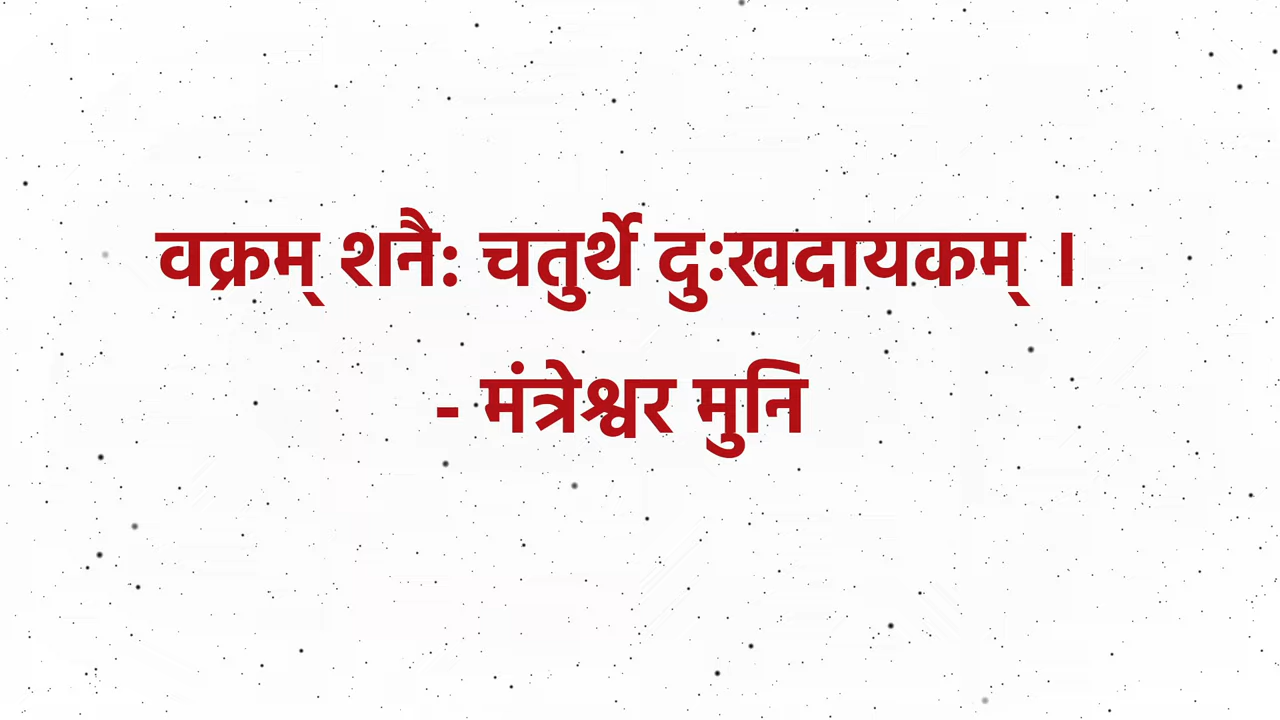 वक्रम् शनै: चतुर्थे दु:खदायकम् ।
- मंत्रेश्वर मुनि